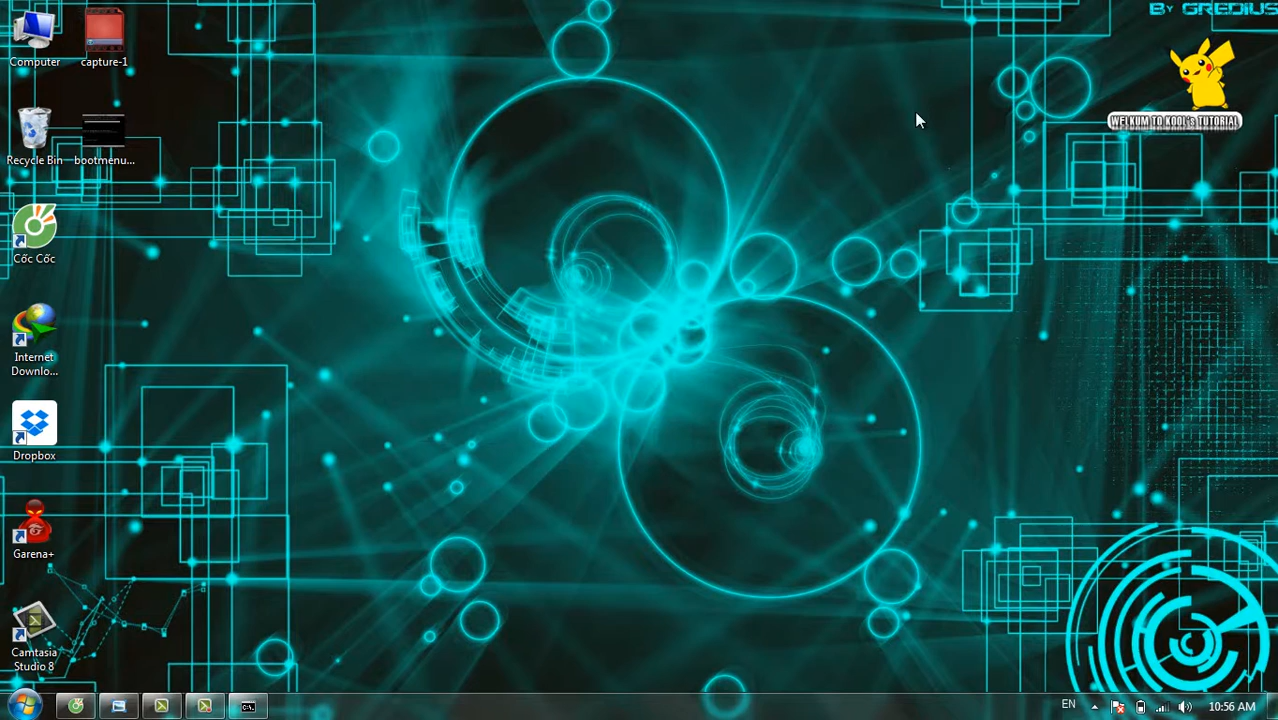 BY GREDIUS
WELKUM TO KOOL's TUTORIAL
Computer
capture-1
Recycle Bin
bootmenu...
Cốc Cốc
Internet
Downlo...
Dropbox
Garena+
Camtasia
Studio 8
C:\.
EN
10:56 AM